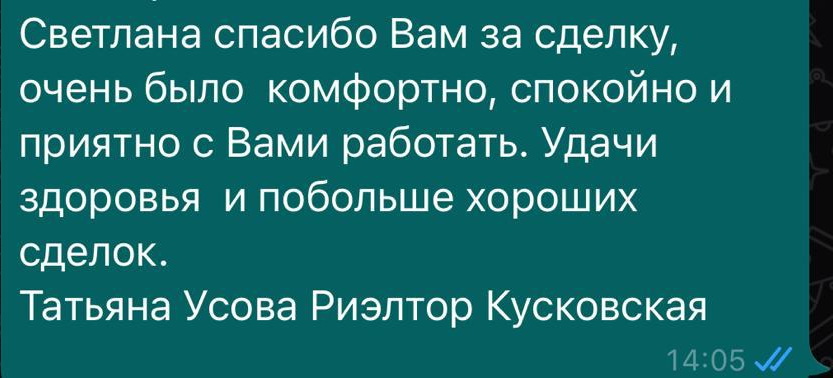 Светлана спасибо Вам за сделку,
очень было  комфортно, спокойно и
приятно с Вами работать. Удачи
здоровья  и побольше хороших
сделок.
Татьяна Усова Риэлтор Кусковская
14:05